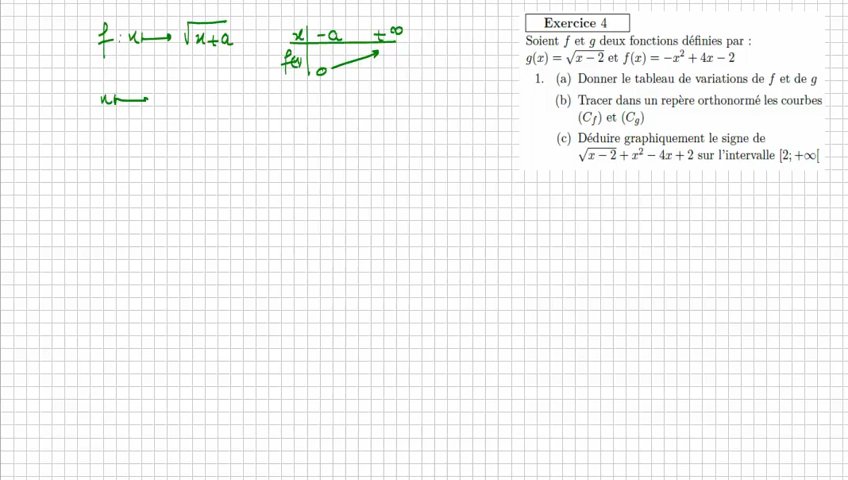 f : x ⟼ √x+a
x | -a +∞
f(x) | 0
x ⟼
Exercice 4
Soient f et g deux fonctions définies par :
g(x) = √x − 2 et f(x) = −x² + 4x − 2
1. (a) Donner le tableau de variations de f et de g
(b) Tracer dans un repère orthonormé les courbes
(Cf) et (Cg)
(c) Déduire graphiquement le signe de
√x − 2 + x² − 4x + 2 sur l'intervalle [2; +∞[